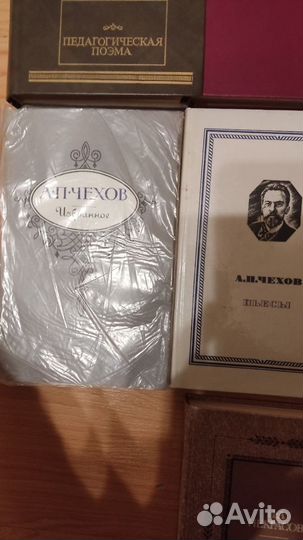 ПЕДАГОГИЧЕСКАЯ
ПОЭМА
А·П·ЧЕХОВ
Избранное
А.П.ЧЕХОВ
ПЬЕСЫ
Avito